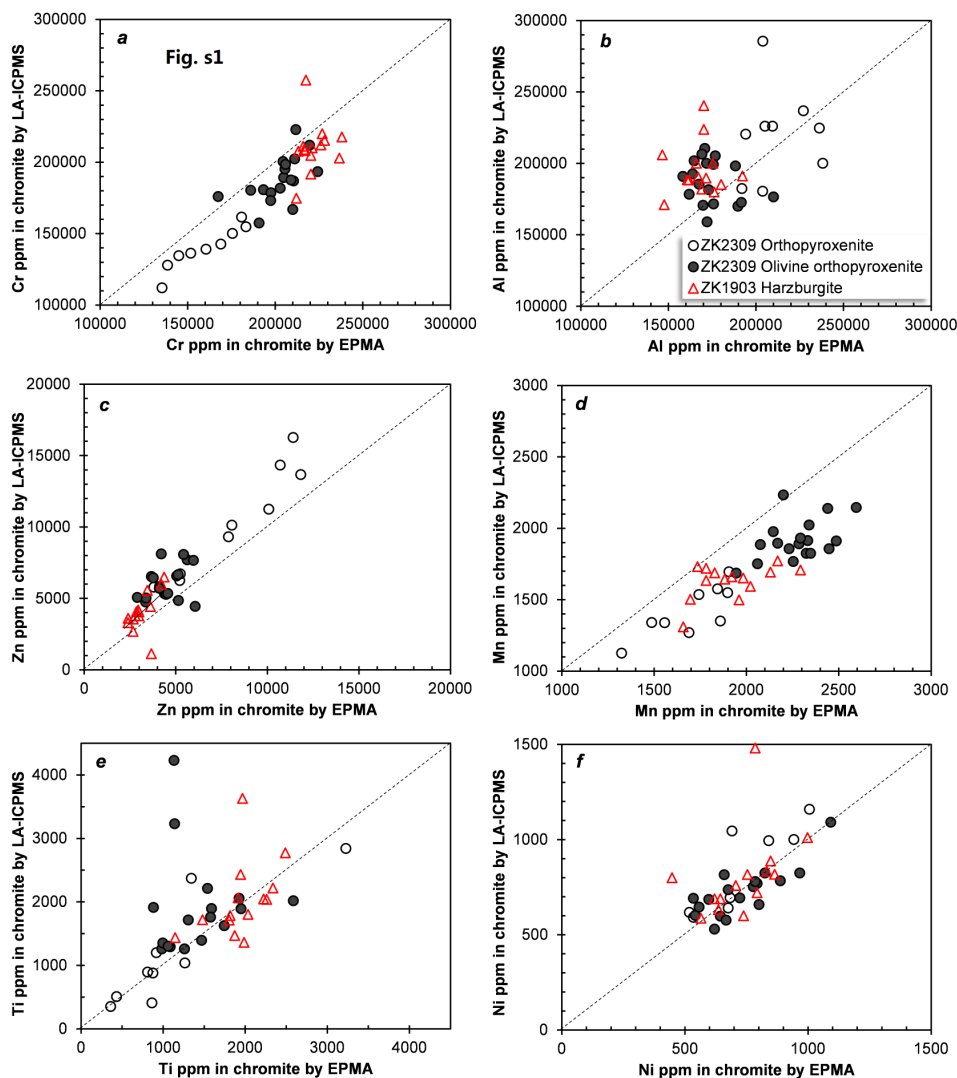 a
Fig. s1
300000
250000
200000
150000
100000
Cr ppm in chromite by LA-ICPMS
100000 150000 200000 250000 300000
Cr ppm in chromite by EPMA
b
300000
250000
200000
150000
100000
Al ppm in chromite by LA-ICPMS
ZK2309 Orthopyroxenite
ZK2309 Olivine orthopyroxenite
ZK1903 Harzburgite
100000 150000 200000 250000 300000
Al ppm in chromite by EPMA
c
20000
15000
10000
5000
0
Zn ppm in chromite by LA-ICPMS
0 5000 10000 15000 20000
Zn ppm in chromite by EPMA
d
3000
2500
2000
1500
1000
Mn ppm in chromite by LA-ICPMS
1000 1500 2000 2500 3000
Mn ppm in chromite by EPMA
e
4000
3000
2000
1000
0
Ti ppm in chromite by LA-ICPMS
0 1000 2000 3000 4000
Ti ppm in chromite by EPMA
f
1500
1000
500
0
Ni ppm in chromite by LA-ICPMS
0 500 1000 1500
Ni ppm in chromite by EPMA